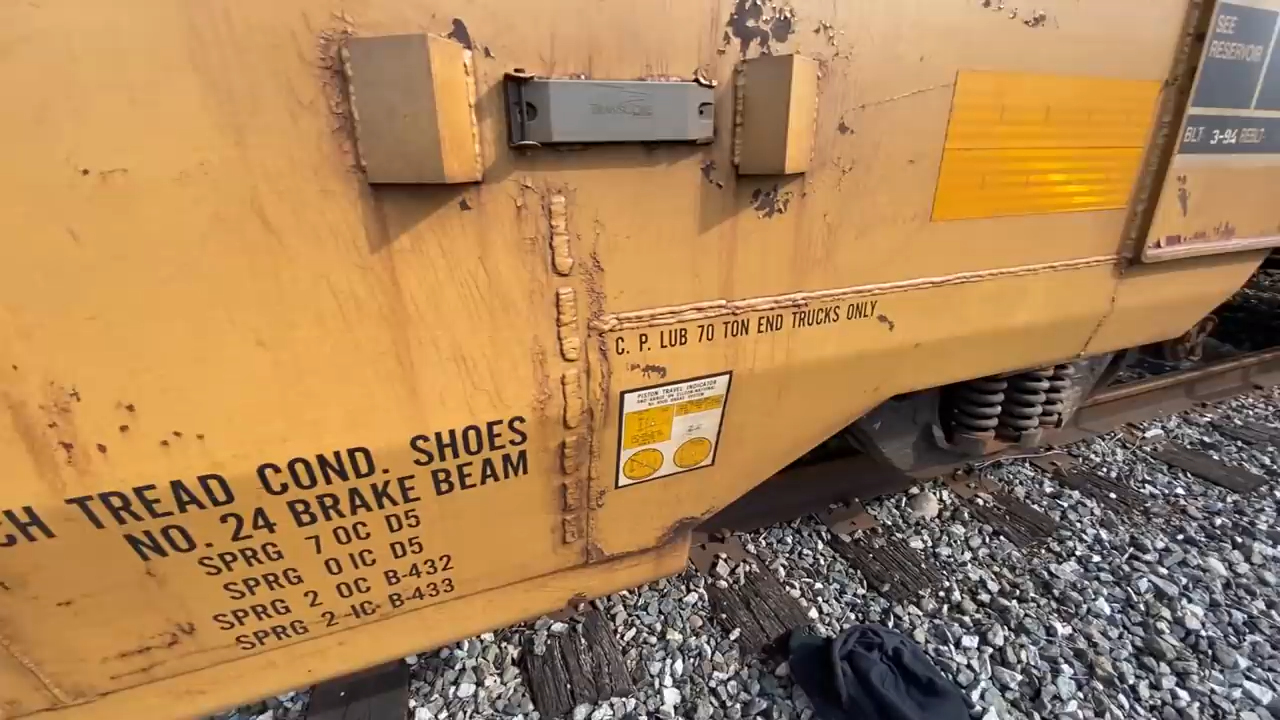 SEE
RESERVOIR
BLT 3-94 REBLT-
TRANSCORE
C. P. LUB 70 TON END TRUCKS ONLY
PISTON TRAVEL INDICATOR
CH TREAD COND. SHOES
NO. 24 BRAKE BEAM
SPRG 7 OC D5
SPRG 0 IC D5
SPRG 2 OC B-432
SPRG 2-IC B-433